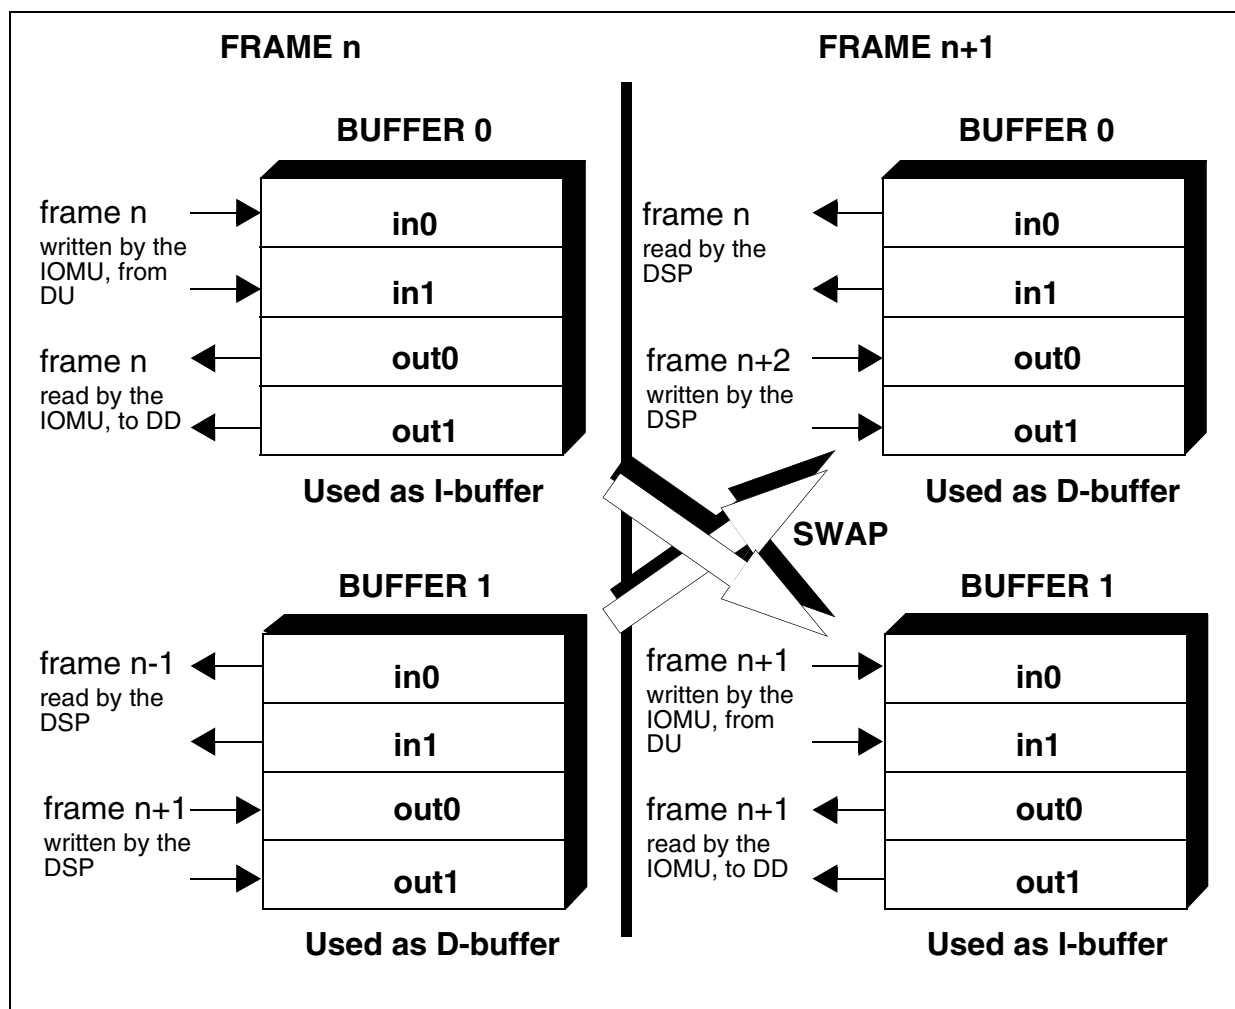 FRAME n
BUFFER 0
frame n
written by the
IOMU, from
DU
frame n
read by the
IOMU, to DD
in0
in1
out0
out1
Used as I-buffer
BUFFER 1
frame n-1
read by the
DSP
frame n+1
written by the
DSP
in0
in1
out0
out1
Used as D-buffer
FRAME n+1
BUFFER 0
frame n
read by the
DSP
frame n+2
written by the
DSP
in0
in1
out0
out1
Used as D-buffer
SWAP
BUFFER 1
frame n+1
written by the
IOMU, from
DU
frame n+1
read by the
IOMU, to DD
in0
in1
out0
out1
Used as I-buffer